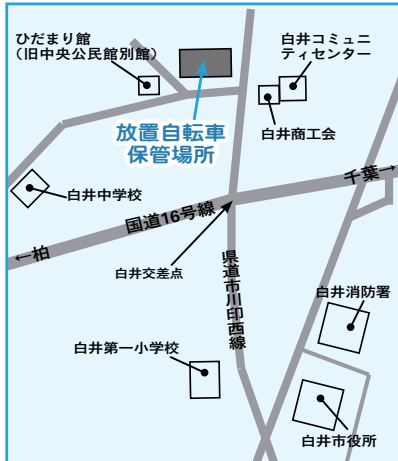 ひだまり館
（旧中央公民館別館）
白井コミュニ
ティセンター
放置自転車
保管場所
白井商工会
千葉→
白井中学校
国道16号線
←柏
白井交差点
県道市川印西線
白井消防署
白井第一小学校
白井市役所